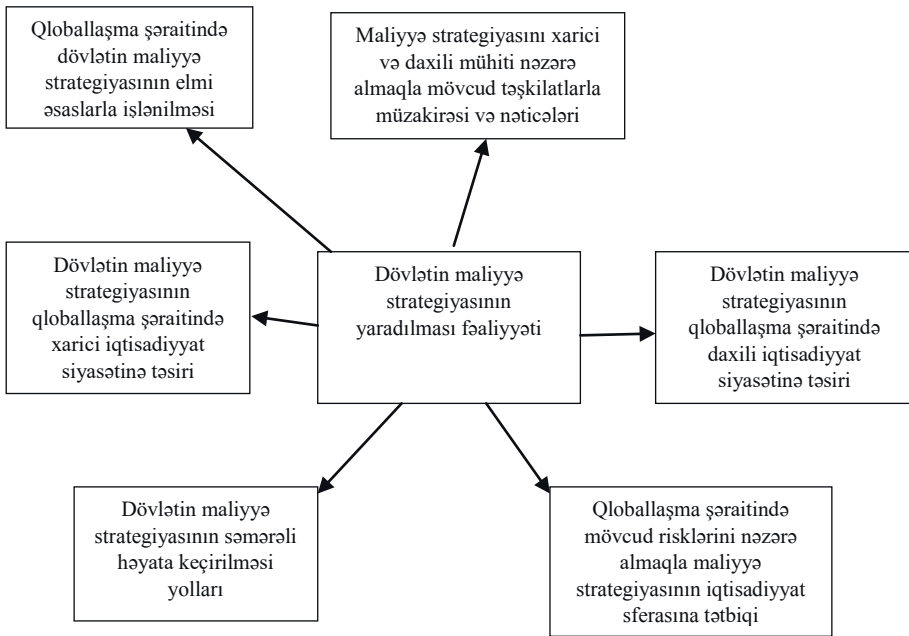 Qloballaşma şəraitində
dövlətin maliyyə
strategiyasının elmi
əsaslarla işlənilməsi
Maliyyə strategiyasını xarici
və daxili mühiti nəzərə
almaqla mövcud təşkilatlarla
müzakirəsi və nəticələri
Dövlətin maliyyə
strategiyasının
qloballaşma şəraitində
xarici iqtisadiyyat
siyasətinə təsiri
Dövlətin maliyyə
strategiyasının
yaradılması fəaliyyəti
Dövlətin maliyyə
strategiyasının
qloballaşma şəraitində
daxili iqtisadiyyat
siyasətinə təsiri
Dövlətin maliyyə
strategiyasının səmərəli
həyata keçirilməsi
yolları
Qloballaşma şəraitində
mövcud risklərini nəzərə
almaqla maliyyə
strategiyasının iqtisadiyyat
sferasına tətbiqi